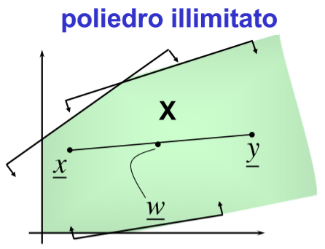 poliedro illimitato
X
x y
w